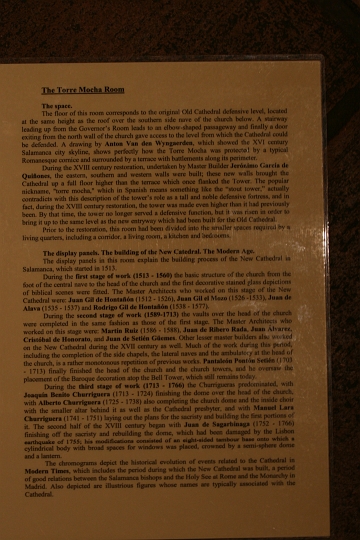 The Torre Mocha Room
The space.
The floor of this room corresponds to the original Old Cathedral defensive level, located
at the same height as the roof over the southern side nave of the church below. A stairway
leading up from the Governor's Room leads to an elbow-shaped passageway and finally a door
exiting from the north wall of the church gave access to the level from which the Cathedral could
be defended. A drawing by Anton Van den Wyngaerden, which showed the XVI century
Salamanca city skyline, shows perfectly how the Torre Mocha was protected by a typical
Romanesque cornice and surrounded by a terrace with battlements along its perimeter.
During the XVIII century restoration, undertaken by Master Builder Jerónimo García de
Quiñones, the eastern, southern and western walls were built; these new walls brought the
Cathedral up a full floor higher than the terrace which once flanked the Tower. The popular
nickname, "torre mocha," which in Spanish means something like the "stout tower," actually
contradicts with this description of the tower's role as a tall and noble defensive fortress, and in
fact, during the XVIII century restoration, the tower was made even higher than it had previously
been. By that time, the tower no longer served a defensive function, but it was risen in order to
bring it up to the same level as the new entryway which had been built for the Old Cathedral.
Prior to the restoration, this room had been divided into the smaller spaces required by a
living quarters, including a corridor, a living room, a kitchen and bedrooms.
The display panels. The building of the New Catedral. The Modern Age.
The display panels in this room explain the building process of the New Cathedral in
Salamanca, which started in 1513.
During the first stage of work (1513 - 1560) the basic structure of the church from the
foot of the central nave to the head of the church and the first decorative stained glass depictions
of biblical scenes were fitted. The Master Architects who worked on this stage of the New
Cathedral were: Juan Gil de Hontañón (1512 - 1526), Juan Gil el Mozo (1526 -1533), Juan de
Álava (1535 - 1537) and Rodrigo Gil de Hontañón (1538 - 1577).
During the second stage of work (1589-1713) the vaults over the head of the church
were completed in the same fashion as those of the first stage. The Master Architects who
worked on this stage were: Martín Ruiz (1586 - 1588), Juan de Ribero Rada, Juan Álvarez,
Cristóbal de Honorato, and Juan de Setién Güemes. Other lesser master builders also worked
on the New Cathedral during the XVII century as well. Much of the work during this period,
including the completion of the side chapels, the lateral naves and the ambulatory at the head of
the church, is a rather monotonous repetition of previous works. Pantaleón Pontón Setién (1703
- 1713) finally finished the head of the church and the church towers, and he oversaw the
placement of the Baroque decoration atop the Bell Tower, which still remains today.
During the third stage of work (1713 - 1766) the Churrigueras predominated, with
Joaquín Benito Churriguera (1713 - 1724) finishing the dome over the head of the church,
with Alberto Churriguera (1725 - 1738) also completing the church dome and the inside choir
with the smaller altar behind it as well as the Cathedral presbytery, and with Manuel Lara
Churriguera (1741 - 1751) laying out the plans for the sacristy and building the first portions of
it. The second half of the XVIII century began with Juan de Sagarbinaga (1752 - 1766)
finishing off the sacristy and rebuilding the dome, which had been damaged by the Lisbon
earthquake of 1755; his modifications consisted of an eight-sided tambour base onto which a
cylindrical body with broad spaces for windows was placed, crowned by a semi-sphere dome
and a lantern.
The chronograms depict the historical evolution of events related to the Cathedral in
Modern Times, which includes the period during which the New Cathedral was built, a period
of good relations between the Salamanca bishops and the Holy See at Rome and the Monarchy in
Madrid. Also depicted are illustrious figures whose names are typically associated with the
Cathedral.